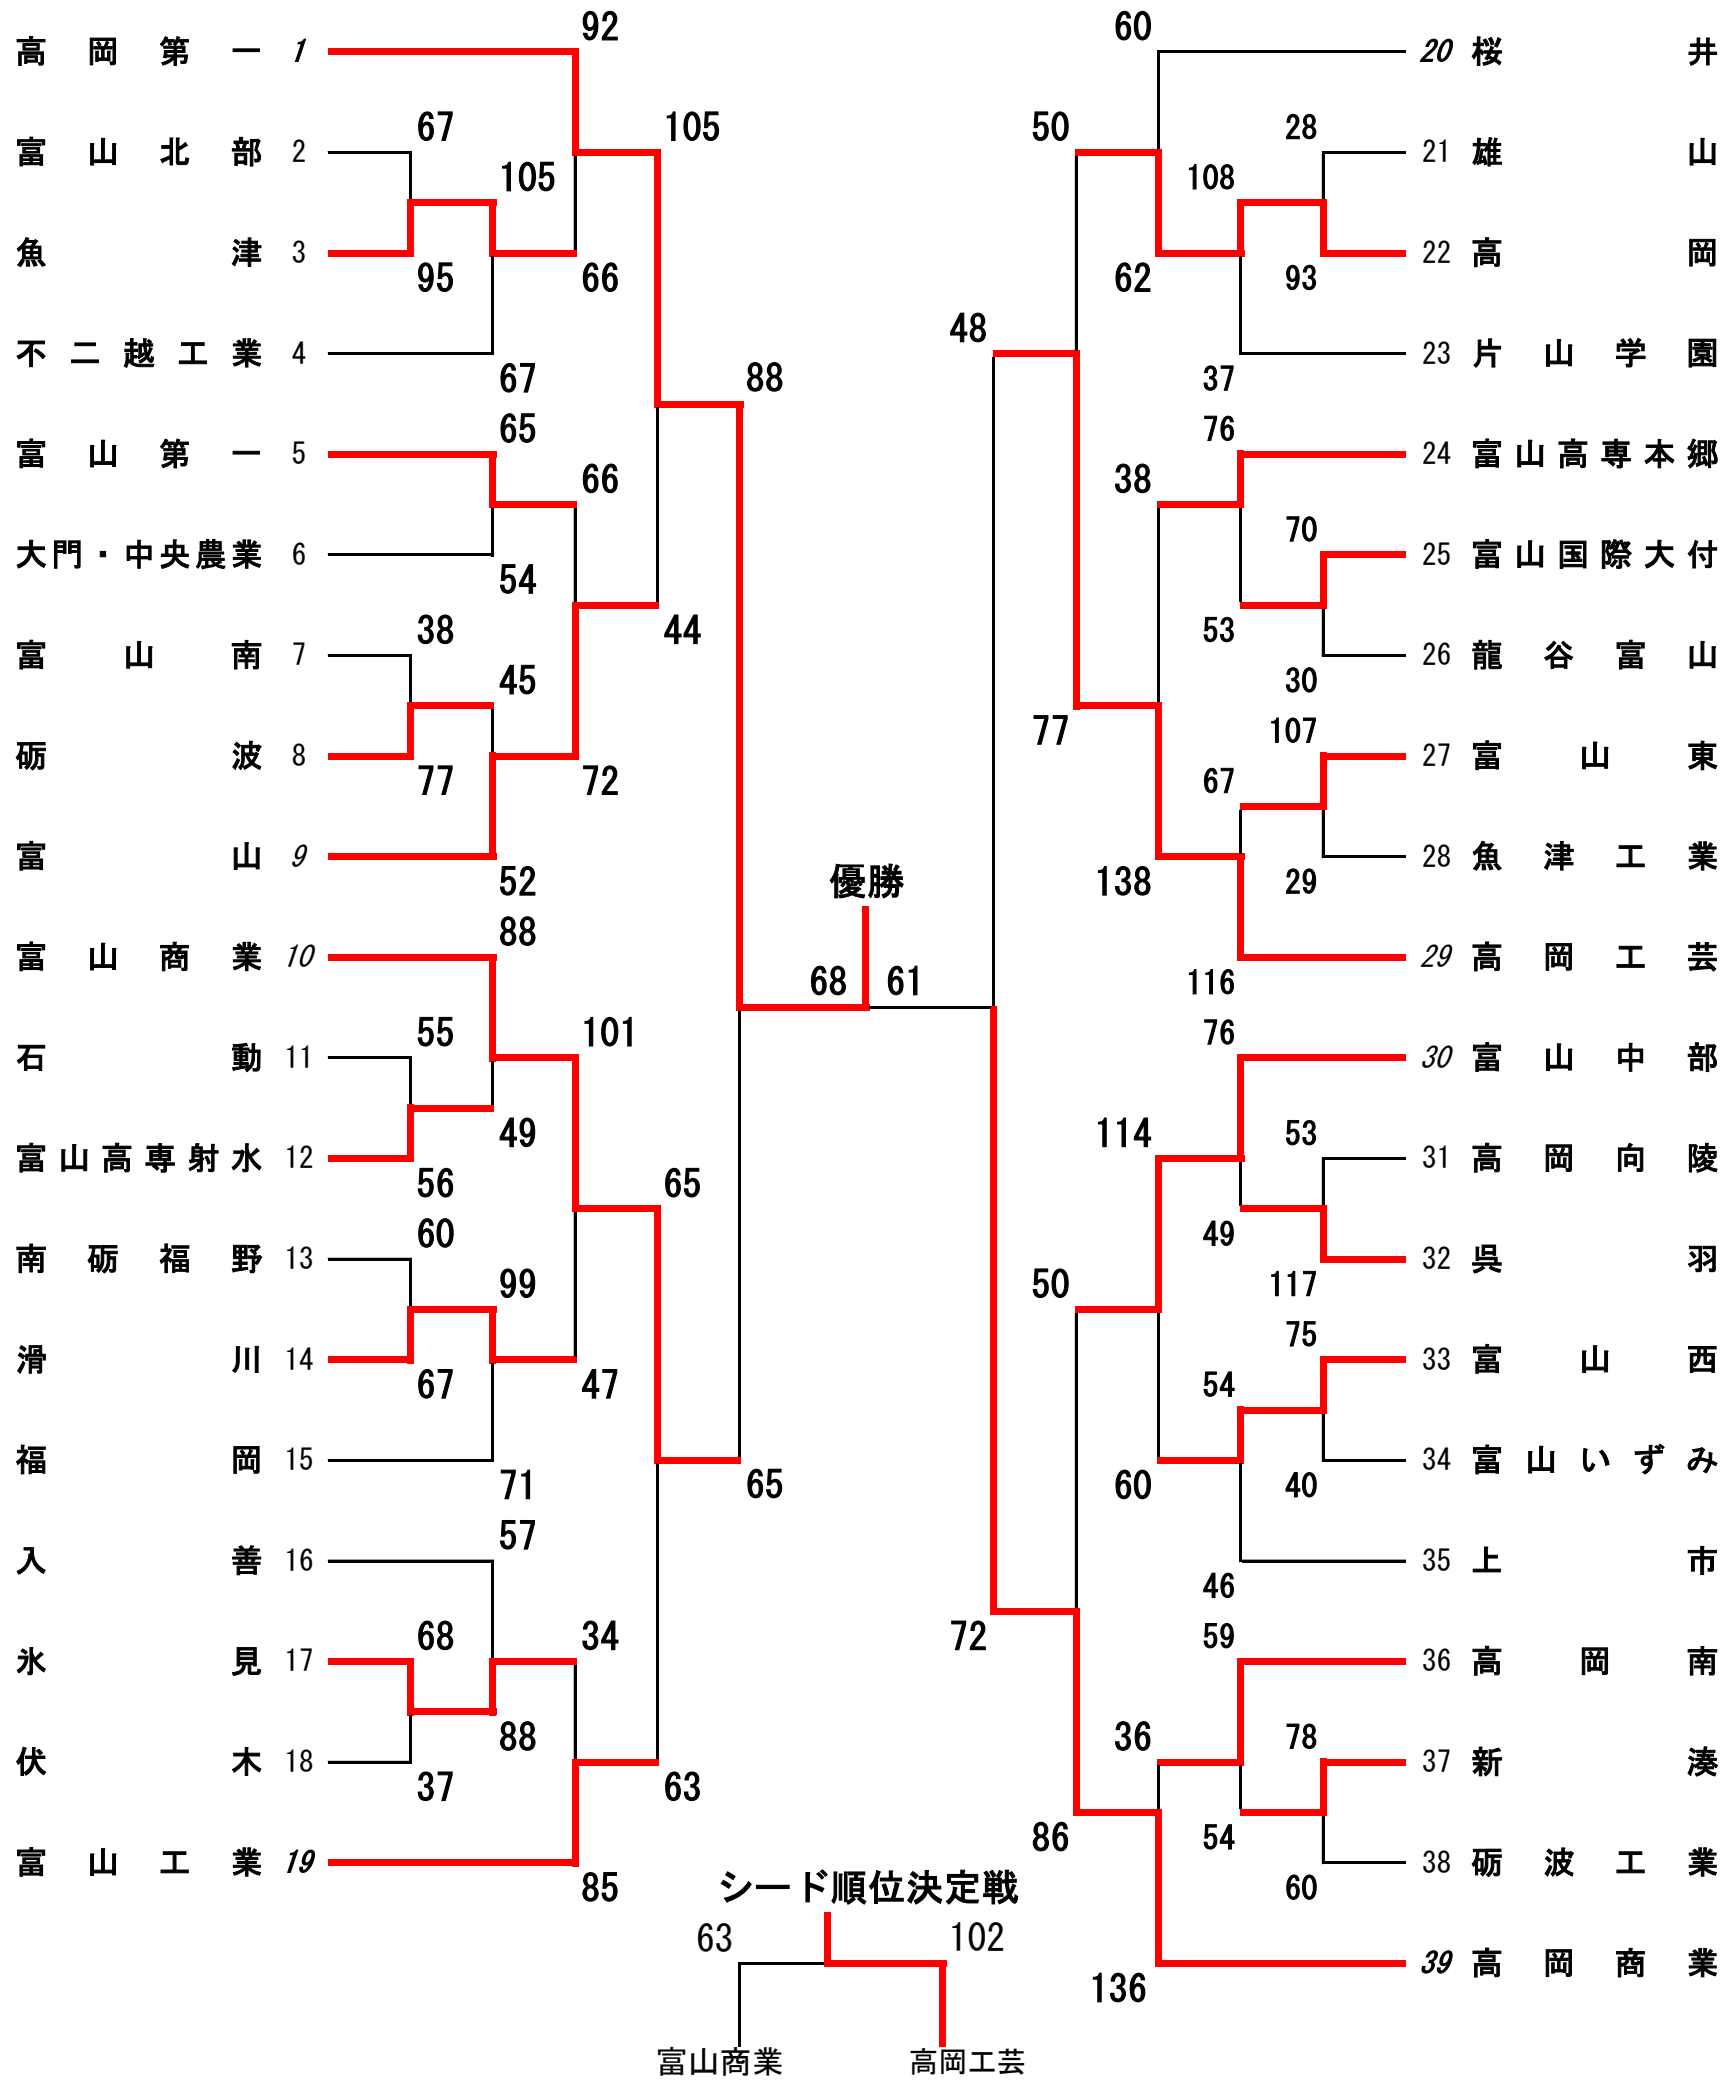 92
60
高岡第一 1
20 桜井
67
105
50
28
富山北部 2
21 雄山
105
108
魚津 3
22 高岡
95
66
62
93
48
不二越工業 4
23 片山学園
67
88
37
65
76
富山第一 5
24 富山高専本郷
66
38
70
大門・中央農業 6
25 富山国際大付
54
38
44
53
富山南 7
26 龍谷富山
45
30
77
107
砺波 8
27 富山東
77
72
67
富山 9
28 魚津工業
52
優勝
138
29
88
富山商業 10
29 高岡工芸
68
61
116
55
101
76
石動 11
30 富山中部
49
114
53
富山高専射水 12
31 高岡向陵
56
65
60
49
南砺福野 13
32 呉羽
99
50
117
75
滑川 14
33 富山西
67
47
54
福岡 15
34 富山いずみ
71
65
60
40
57
入善 16
35 上市
46
68
34
72
59
氷見 17
36 高岡南
88
36
78
伏木 18
37 新湊
37
63
86
54
富山工業 19
38 砺波工業
85
シード順位決定戦
60
63
102
39 高岡商業
136
富山商業
高岡工芸